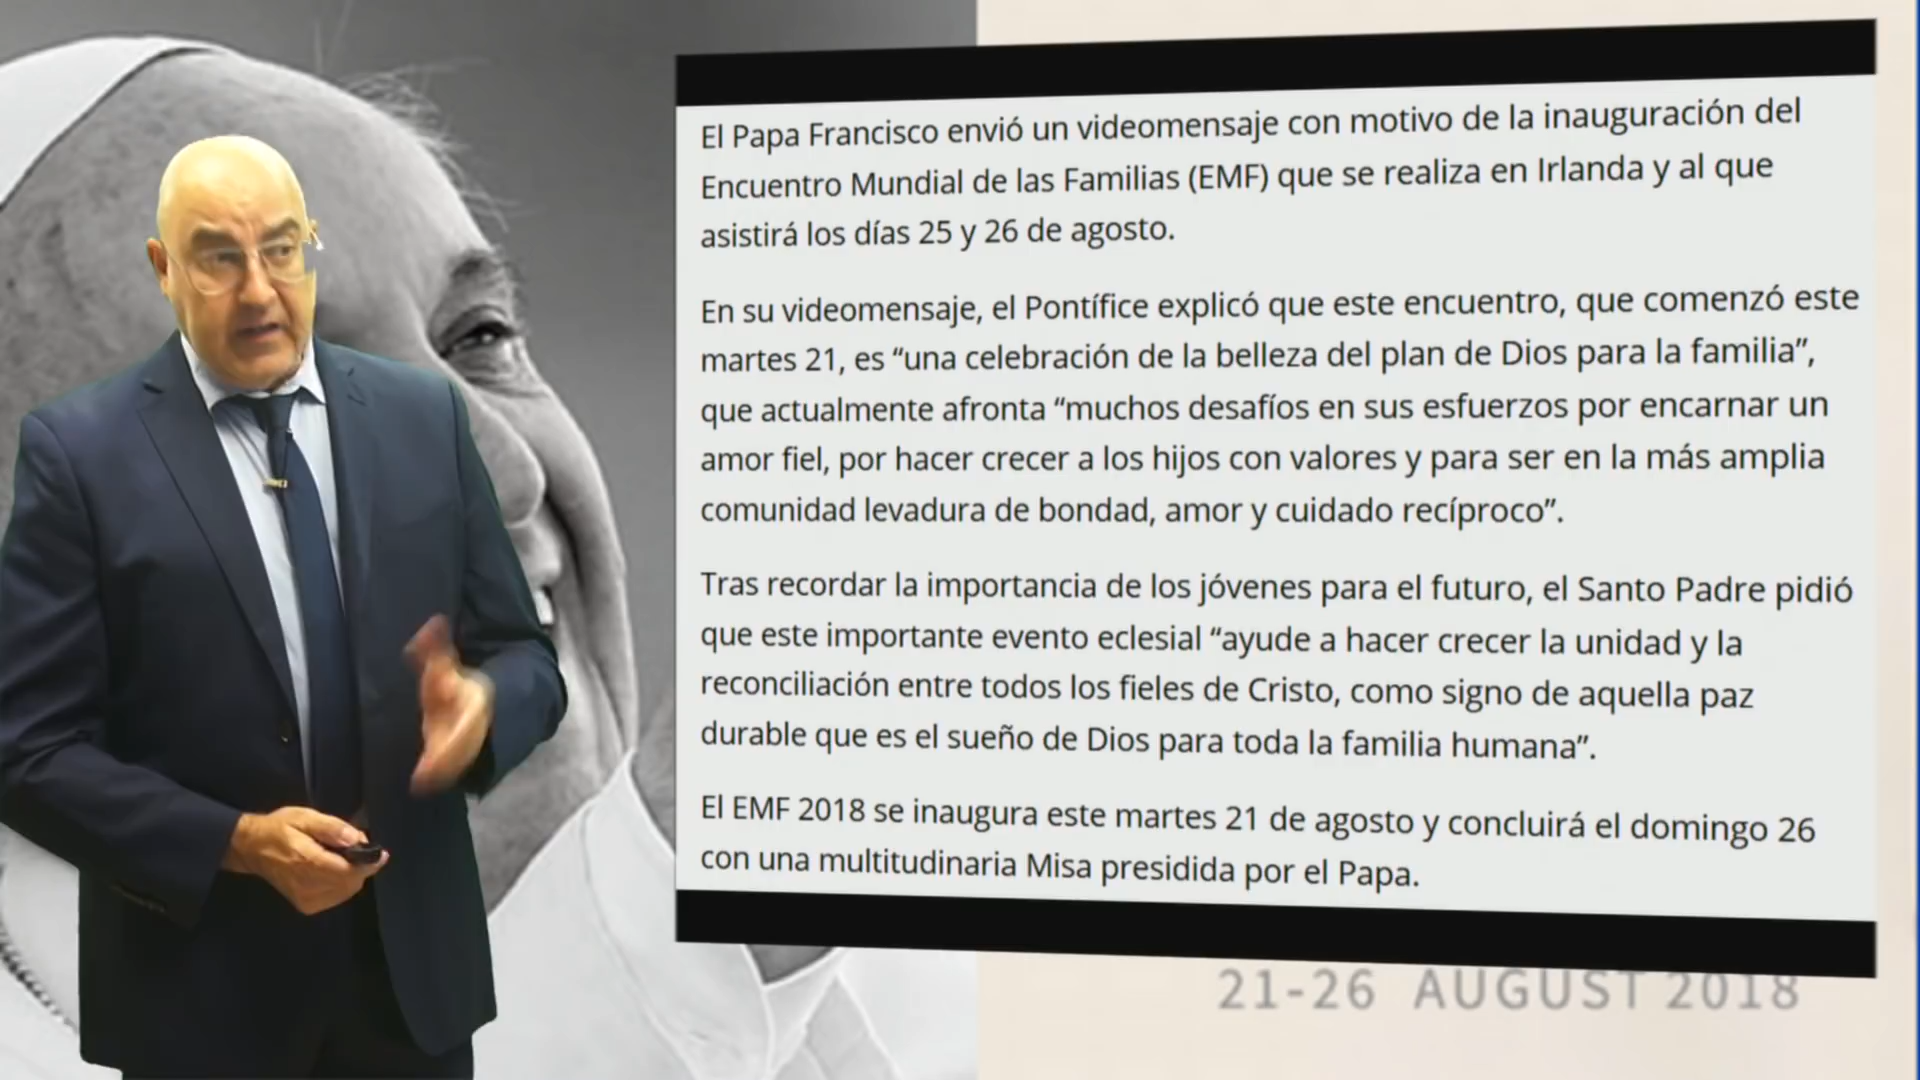 El Papa Francisco envió un videomensaje con motivo de la inauguración del
Encuentro Mundial de las Familias (EMF) que se realiza en Irlanda y al que
asistirá los días 25 y 26 de agosto.
En su videomensaje, el Pontífice explicó que este encuentro, que comenzó este
martes 21, es “una celebración de la belleza del plan de Dios para la familia”,
que actualmente afronta “muchos desafíos en sus esfuerzos por encarnar un
amor fiel, por hacer crecer a los hijos con valores y para ser en la más amplia
comunidad levadura de bondad, amor y cuidado recíproco”.
Tras recordar la importancia de los jóvenes para el futuro, el Santo Padre pidió
que este importante evento eclesial “ayude a hacer crecer la unidad y la
reconciliación entre todos los fieles de Cristo, como signo de aquella paz
durable que es el sueño de Dios para toda la familia humana”.
El EMF 2018 se inaugura este martes 21 de agosto y concluirá el domingo 26
con una multitudinaria Misa presidida por el Papa.
21-26 AUGUST 2018